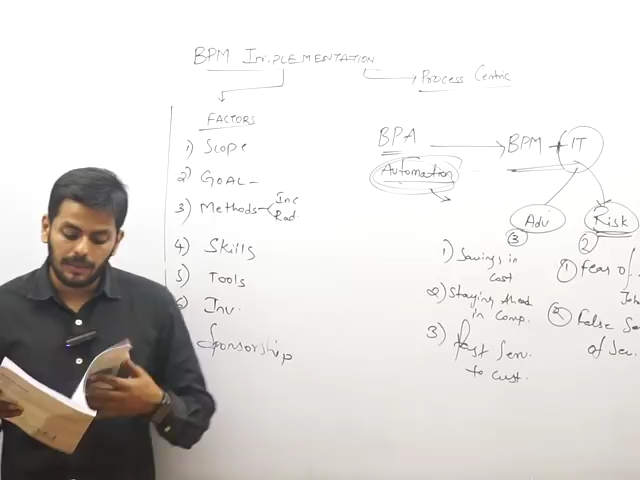 BPM IMPLEMENTATION
Process Centric
FACTORS
1) Scope
2) GOAL -
3) Methods - Inc
Rad.
4) Skills
5) Tools
6) Inv.
Sponsorship
BPA → BPM + IT
Automation
Adv
③
1) Savings in
cost
2) Staying Ahead
in Comp.
3) Fast Serv.
to cust.
Risk
②
① Fear of
② False Se
of Sec.